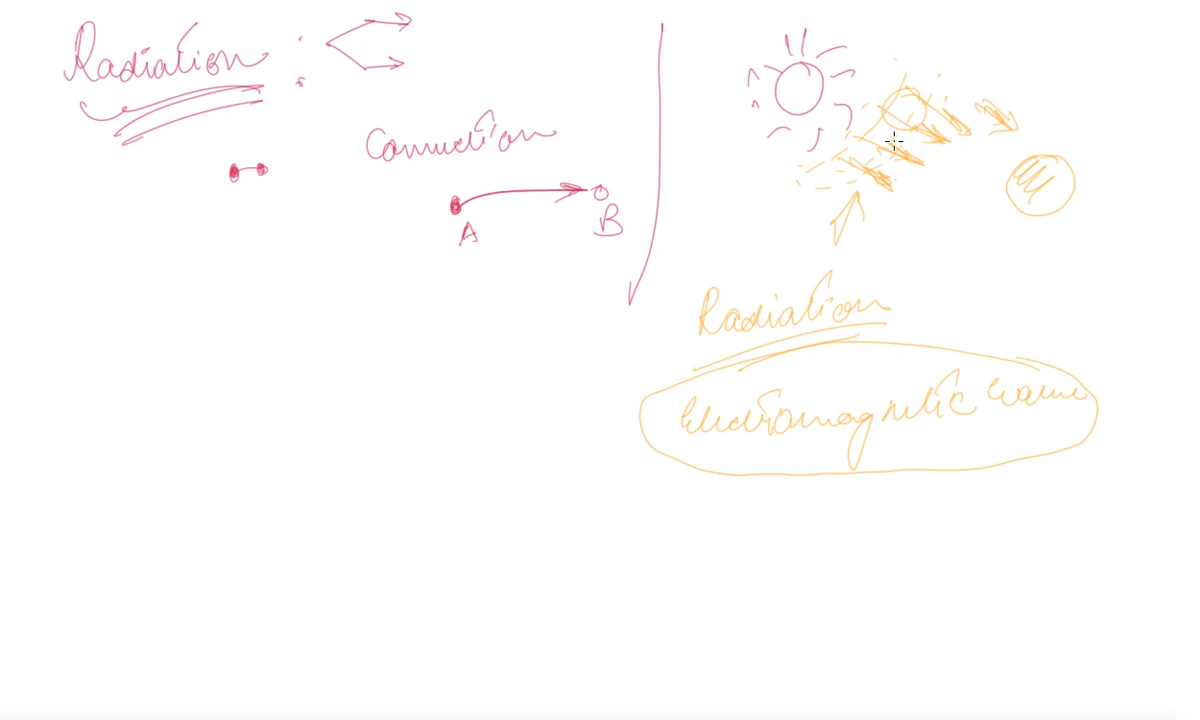 Radiation :
Convection
A
B
Radiation
Electromagnetic wave